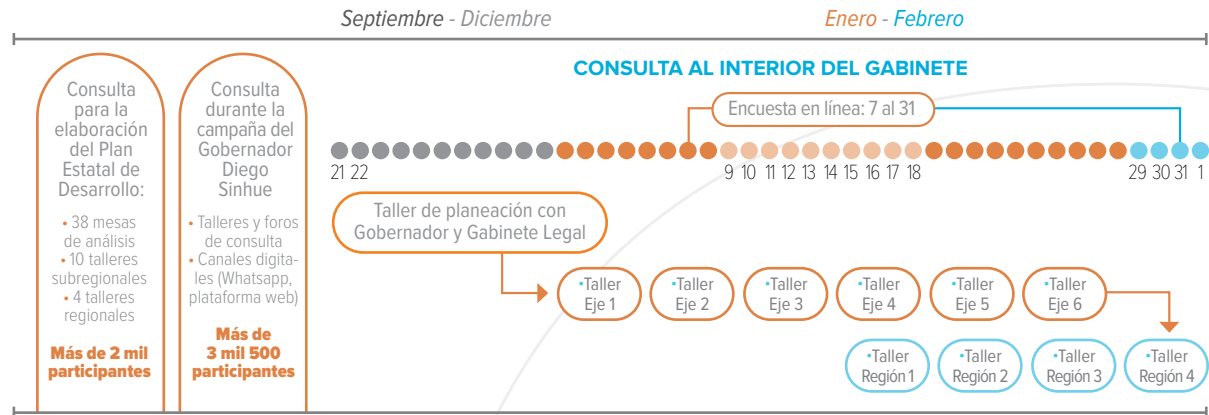 Septiembre - Diciembre
Enero - Febrero
Consulta
para la
elaboración
del Plan
Estatal de
Desarrollo:
• 38 mesas
de análisis
• 10 talleres
subregionales
• 4 talleres
regionales
Más de 2 mil
participantes
Consulta
durante la
campaña del
Gobernador
Diego
Sinhue
• Talleres y foros
de consulta
• Canales digita-
les (Whatsapp,
plataforma web)
Más de
3 mil 500
participantes
CONSULTA AL INTERIOR DEL GABINETE
Encuesta en línea: 7 al 31
21 22
9 10 11 12 13 14 15 16 17 18
29 30 31 1
Taller de planeación con
Gobernador y Gabinete Legal
•Taller
Eje 1
•Taller
Eje 2
•Taller
Eje 3
•Taller
Eje 4
•Taller
Eje 5
•Taller
Eje 6
•Taller
Región 1
•Taller
Región 2
•Taller
Región 3
•Taller
Región 4